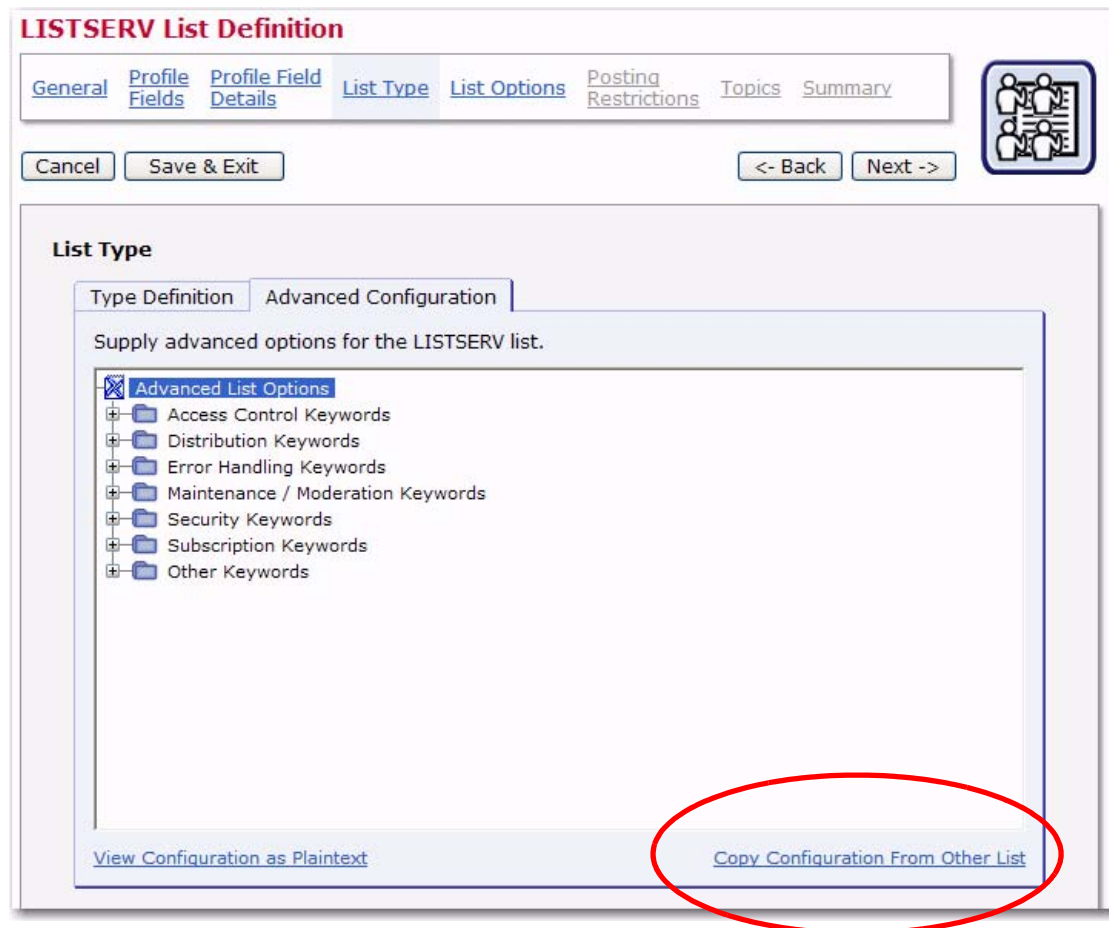 LISTSERV List Definition
General Profile Fields Profile Field Details List Type List Options Posting Restrictions Topics Summary
Cancel Save & Exit <- Back Next ->
List Type
Type Definition Advanced Configuration
Supply advanced options for the LISTSERV list.
Advanced List Options
Access Control Keywords
Distribution Keywords
Error Handling Keywords
Maintenance / Moderation Keywords
Security Keywords
Subscription Keywords
Other Keywords
View Configuration as Plaintext Copy Configuration From Other List